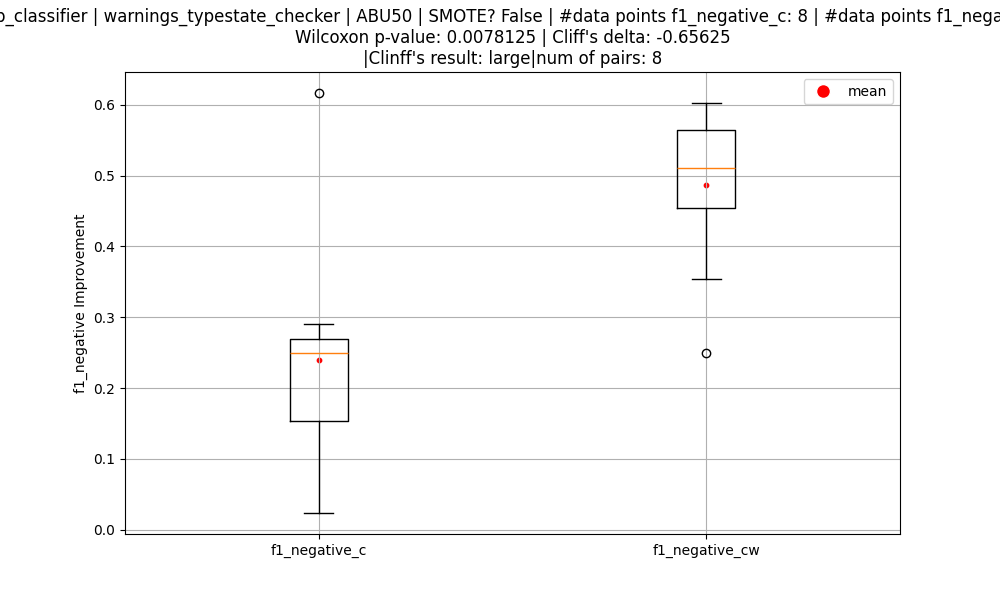 _classifier | warnings_typestate_checker | ABU50 | SMOTE? False | #data points f1_negative_c: 8 | #data points
Wilcoxon p-value: 0.0078125 | Cliff's delta: -0.65625
|Clinff's result: large|num of pairs: 8
mean
0.6
0.5
0.4
0.3
0.2
0.1
0.0
f1_negative Improvement
f1_negative_c
f1_negative_cw